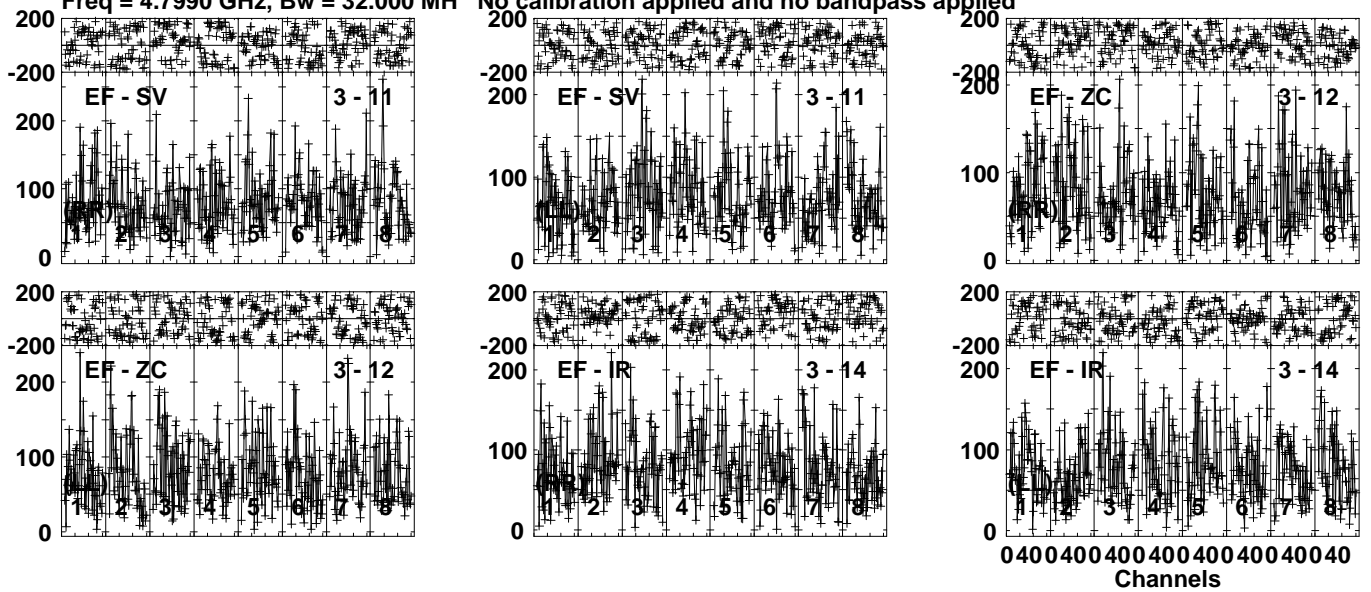 Freq = 4.7990 GHz, Bw = 32.000 MH No calibration applied and no bandpass applied
200
-200
EF - SV 3 - 11
200
100
(RR)
1 2 3 4 5 6 7 8
0
200
-200
EF - SV 3 - 11
200
100
(LL)
1 2 3 4 5 6 7 8
0
200
-200
EF - ZC 3 - 12
200
100
(RR)
1 2 3 4 5 6 7 8
0
200
-200
EF - ZC 3 - 12
200
100
(LL)
1 2 3 4 5 6 7 8
0
200
-200
EF - IR 3 - 14
200
100
(RR)
1 2 3 4 5 6 7 8
0
200
-200
EF - IR 3 - 14
200
100
(LL)
1 2 3 4 5 6 7 8
0
0 40 0 40 0 40 0 40 0 40 0 40 0 40 0 40
Channels